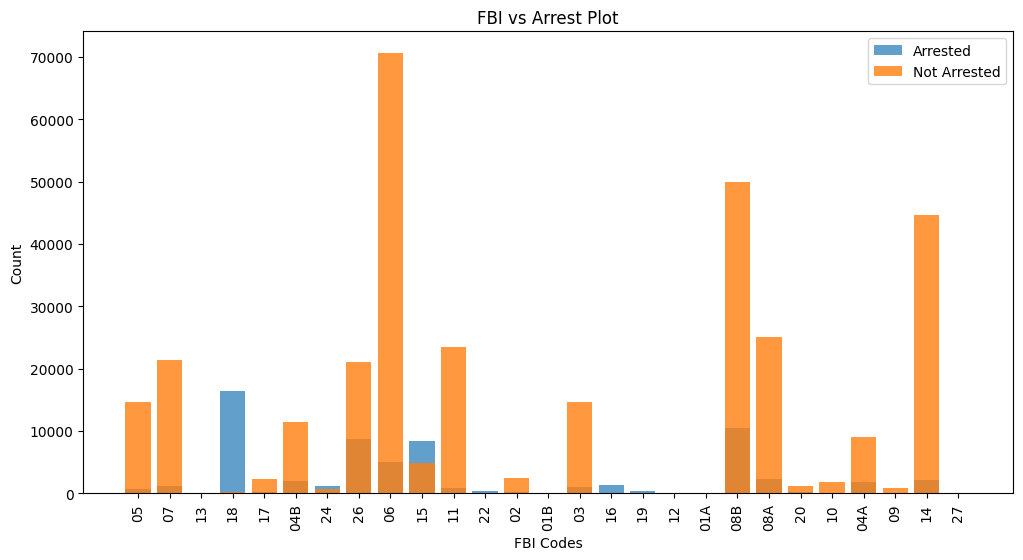 FBI vs Arrest Plot
Arrested
Not Arrested
70000
60000
50000
40000
30000
20000
10000
0
Count
05 07 13 18 17 04B 24 26 06 15 11 22 02 01B 03 16 19 12 01A 08B 08A 20 10 04A 09 14 27
FBI Codes